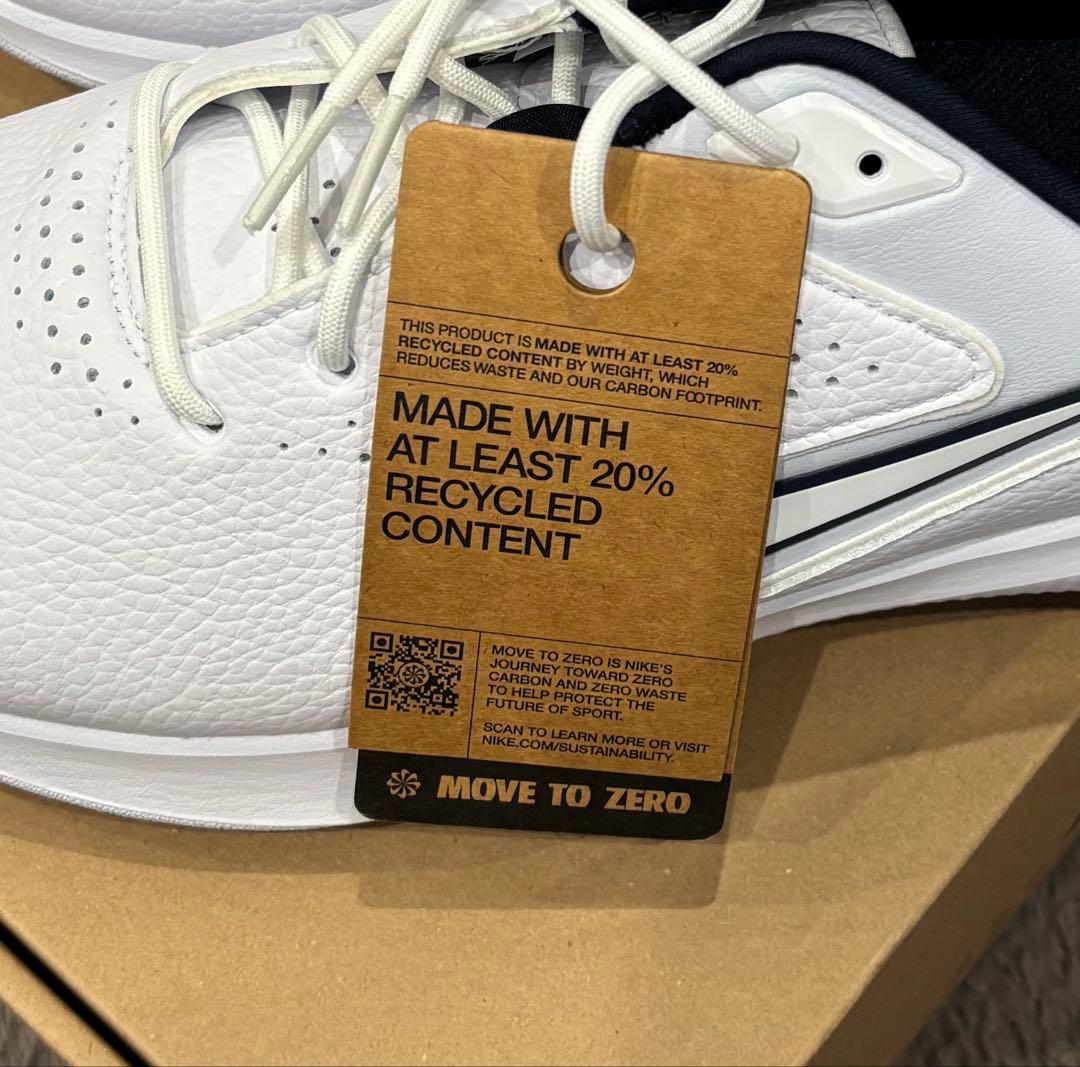 THIS PRODUCT IS MADE WITH AT LEAST 20%
RECYCLED CONTENT BY WEIGHT, WHICH
REDUCES WASTE AND OUR CARBON FOOTPRINT.
MADE WITH
AT LEAST 20%
RECYCLED
CONTENT
MOVE TO ZERO IS NIKE'S
JOURNEY TOWARD ZERO
CARBON AND ZERO WASTE
TO HELP PROTECT THE
FUTURE OF SPORT.
SCAN TO LEARN MORE OR VISIT
NIKE.COM/SUSTAINABILITY.
MOVE TO ZERO